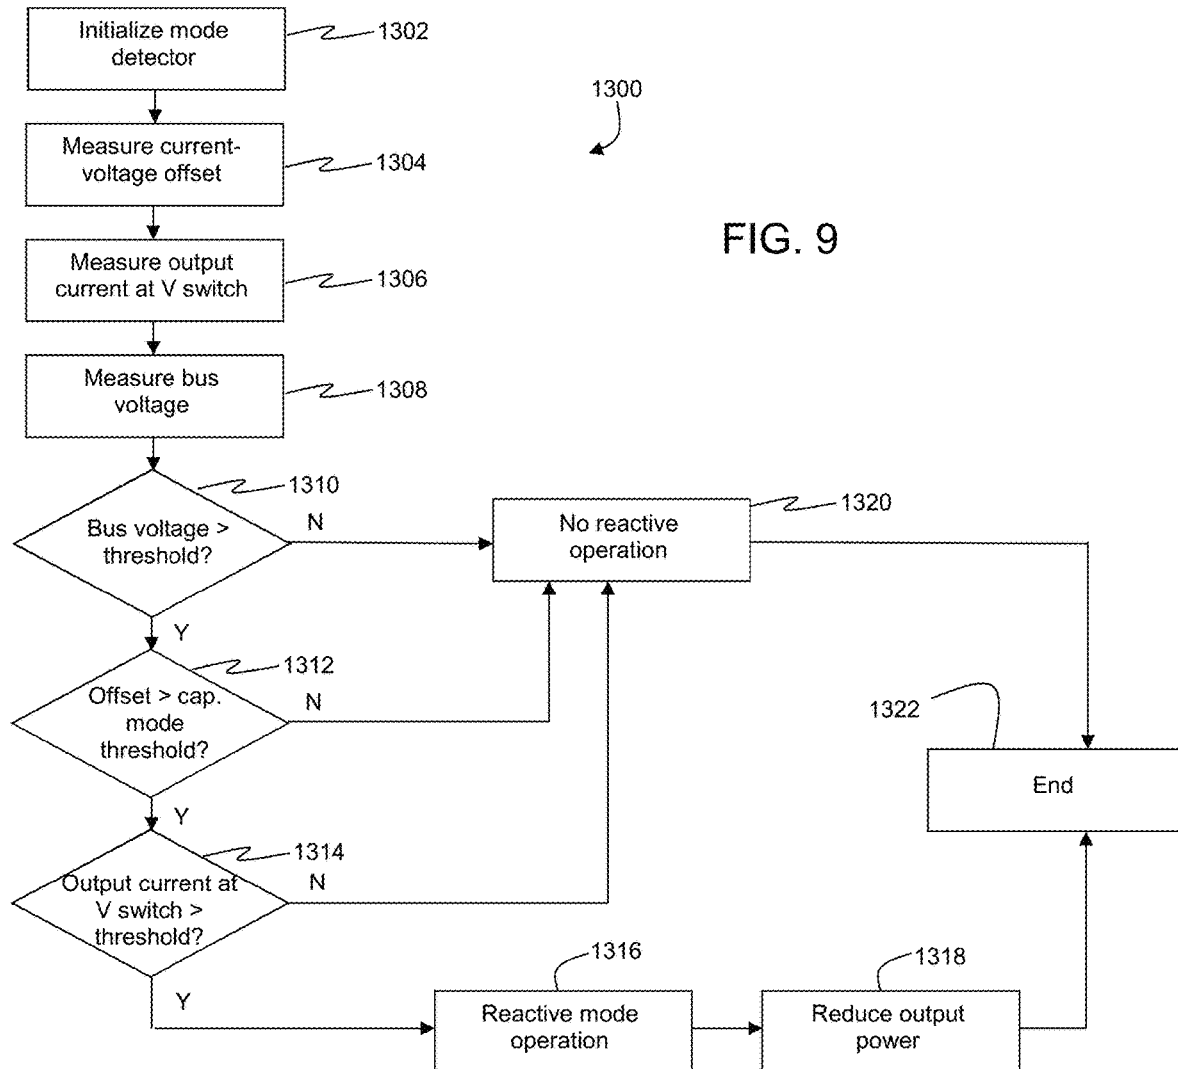 Initialize mode
detector
1302
1300
Measure current-
voltage offset
1304
FIG. 9
Measure output
current at V switch
1306
Measure bus
voltage
1308
1310
Bus voltage >
threshold?
N
Y
No reactive
operation
1320
1312
Offset > cap.
mode
threshold?
N
Y
1322
End
1314
Output current at
V switch >
threshold?
N
Y
1316
Reactive mode
operation
1318
Reduce output
power